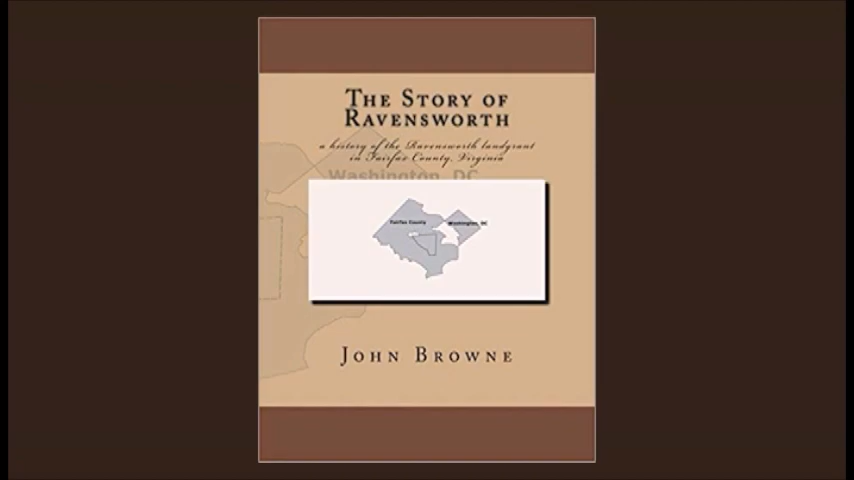 The Story of
Ravensworth
a history of the Ravensworth landgrant
in Fairfax County, Virginia
Washington, DC
Fairfax County
Washington, DC
John Browne